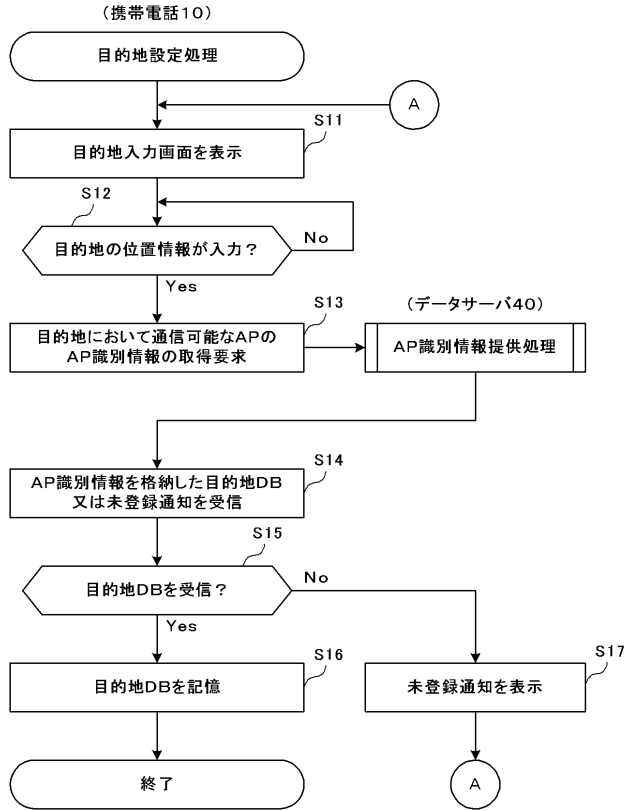 (携帯電話10)
目的地設定処理
A
S11
目的地入力画面を表示
S12
目的地の位置情報が入力？
No
Yes
S13
目的地において通信可能なAPの
AP識別情報の取得要求
(データサーバ40)
AP識別情報提供処理
S14
AP識別情報を格納した目的地DB
又は未登録通知を受信
S15
目的地DBを受信？
No
Yes
S16
目的地DBを記憶
S17
未登録通知を表示
終了
A